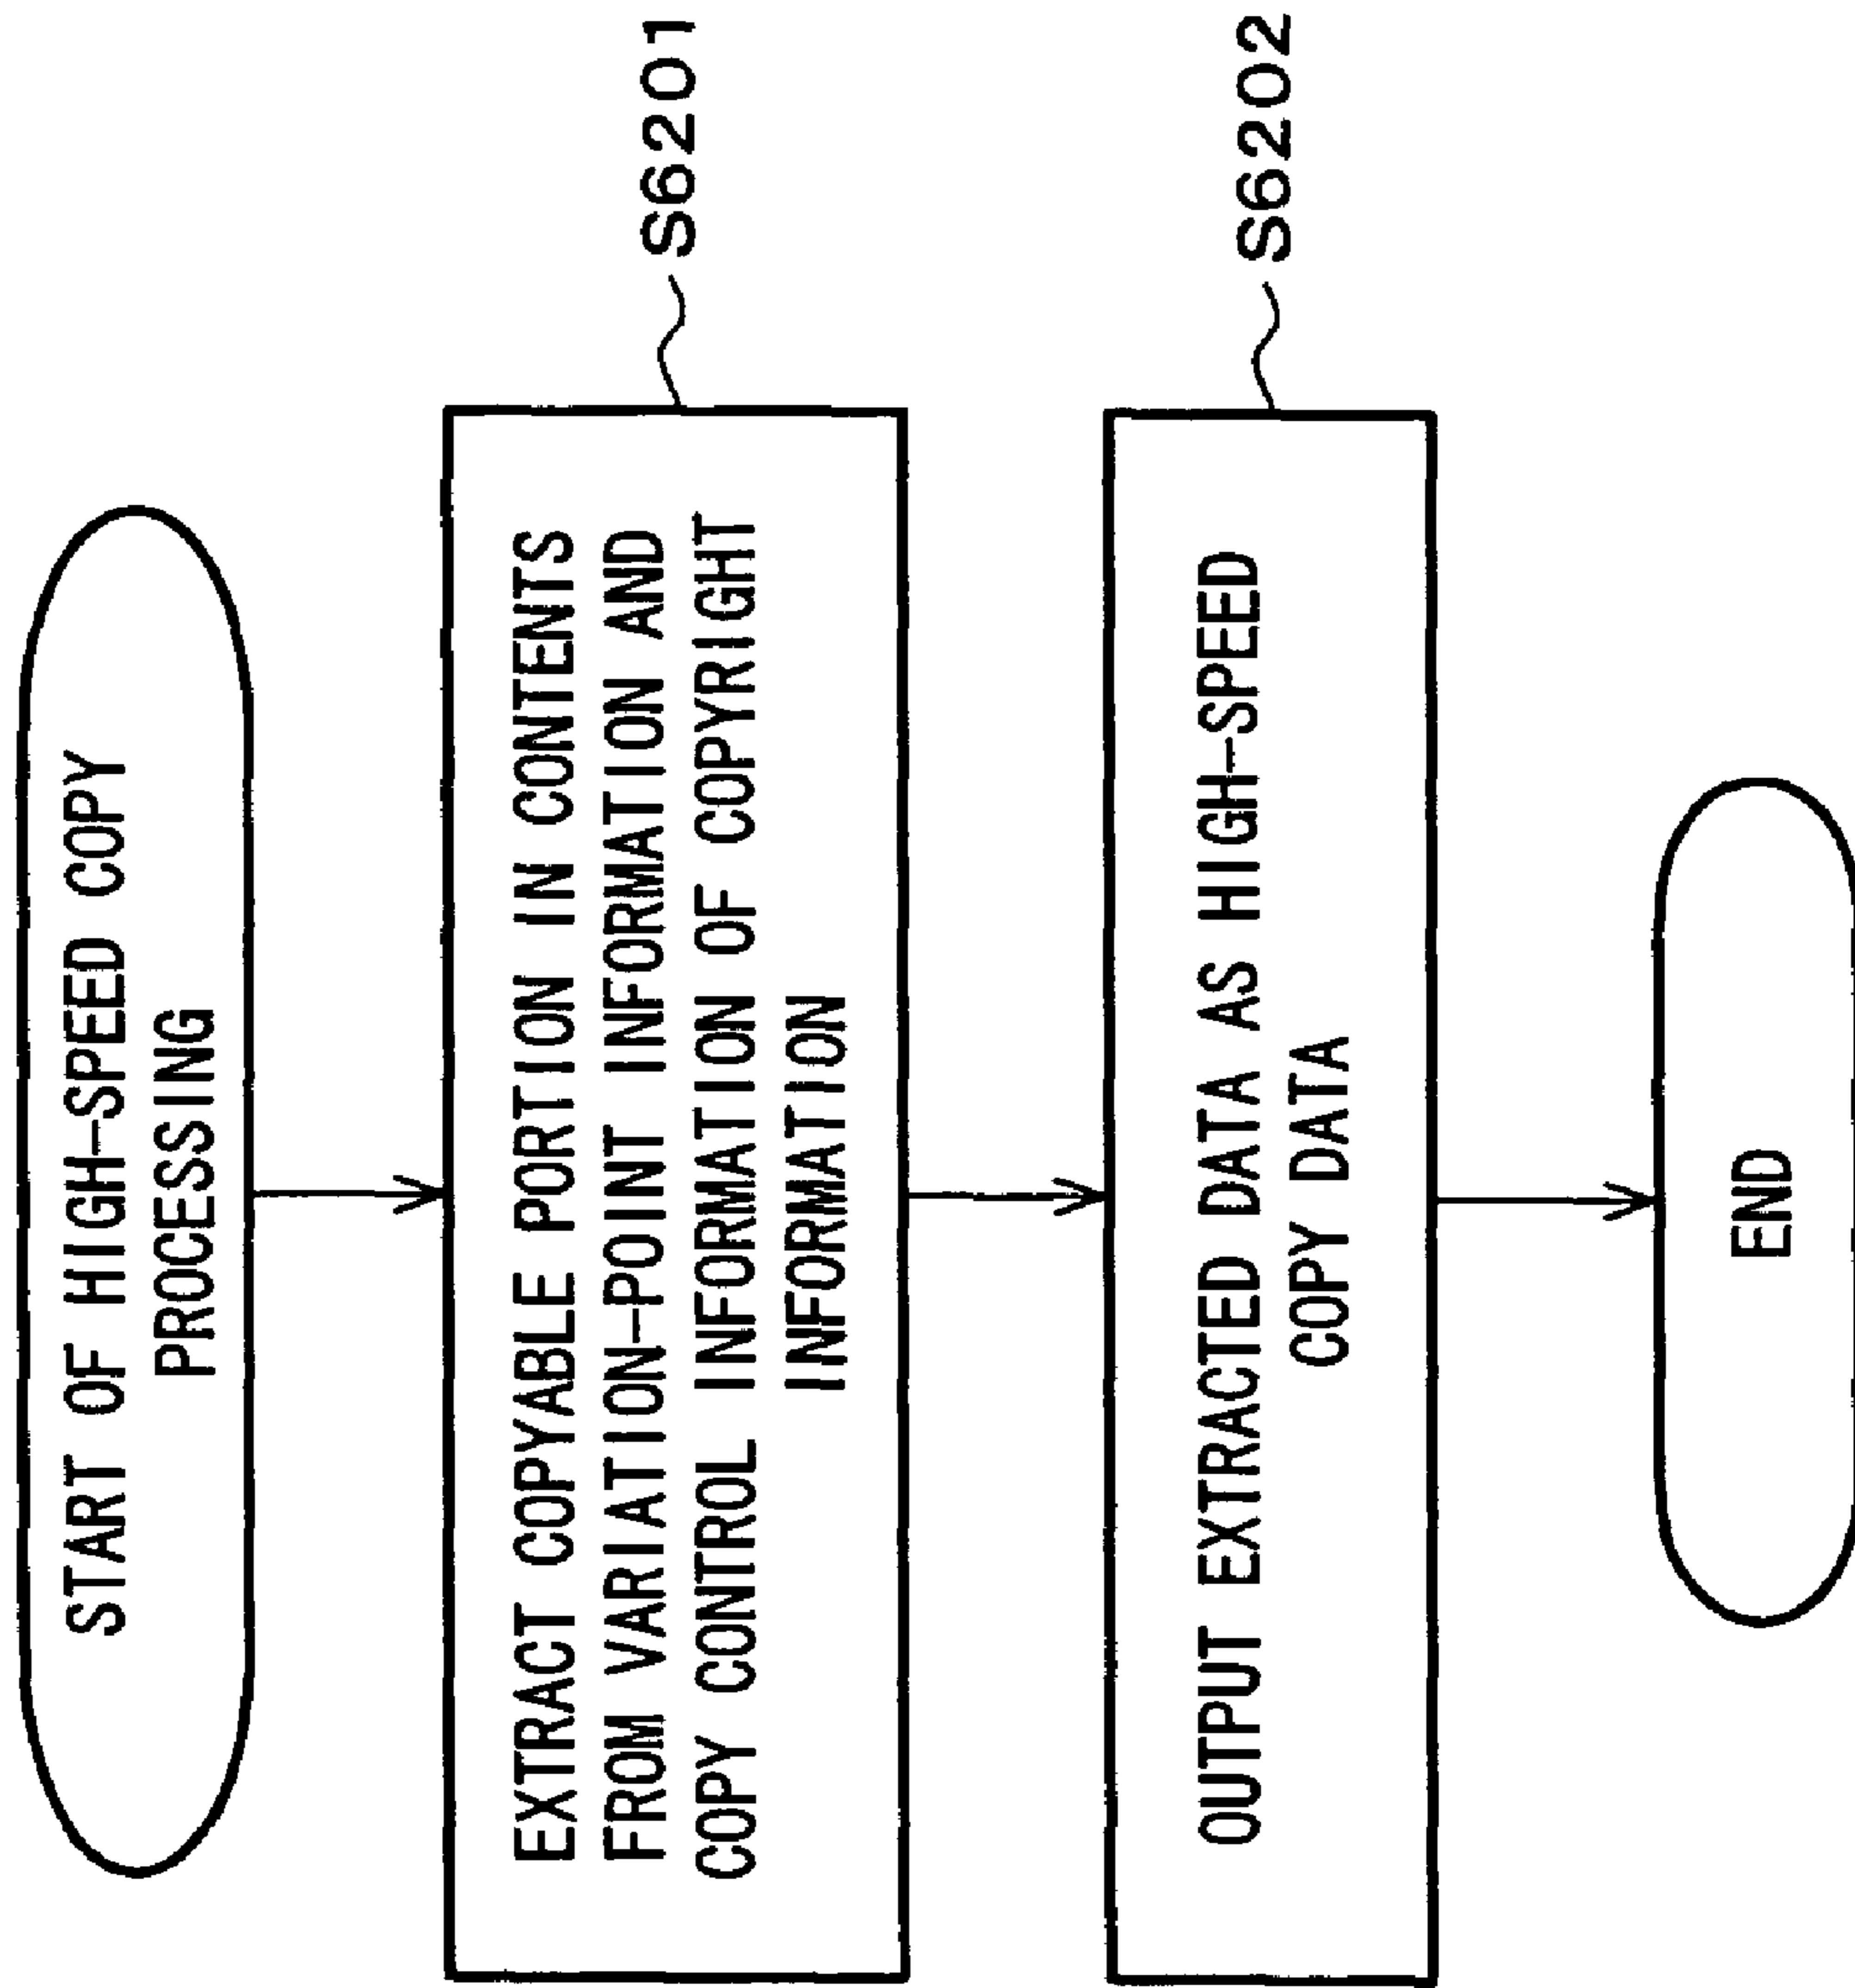 START OF HIGH-SPEED COPY
PROCESSING
EXTRACT COPYABLE PORTION IN CONTENTS
FROM VARIATION-POINT INFORMATION AND
COPY CONTROL INFORMATION OF COPYRIGHT
INFORMATION
S6201
OUTPUT EXTRACTED DATA AS HIGH-SPEED
COPY DATA
S6202
END